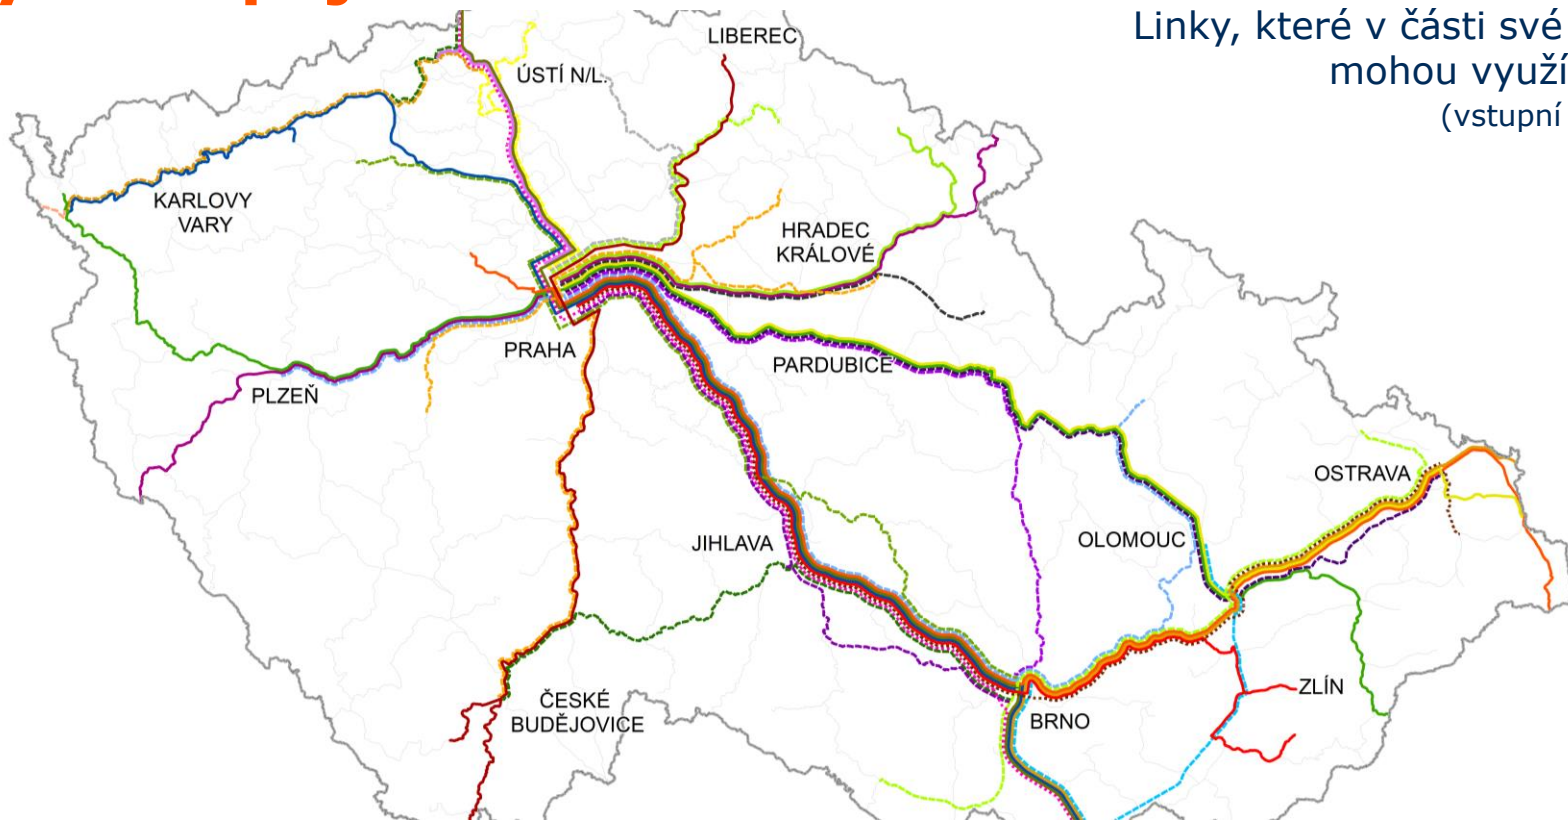 Linky, které v části své
mohou využí
(vstupní
LIBEREC
ÚSTÍ N/L.
KARLOVY
VARY
HRADEC
KRÁLOVÉ
PRAHA
PARDUBICE
PLZEŇ
OSTRAVA
JIHLAVA
OLOMOUC
ZLÍN
ČESKÉ
BUDĚJOVICE
BRNO